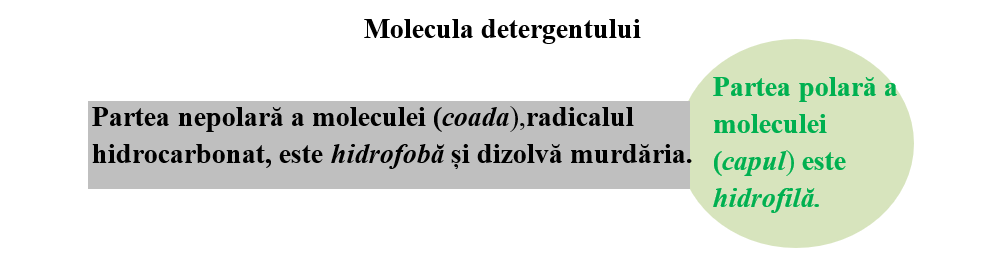 Molecula detergentului
Partea nepolară a moleculei (coada),radicalul
hidrocarbonat, este hidrofobă și dizolvă murdăria.
Partea polară a
moleculei
(capul) este
hidrofilă.